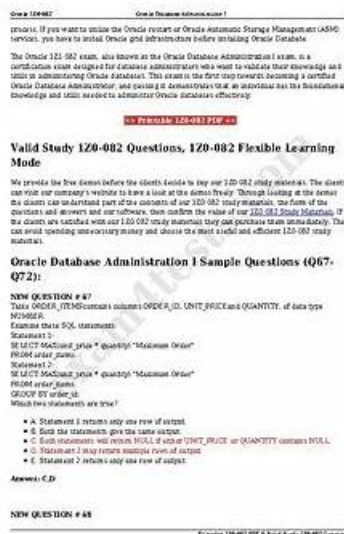 Oracle 1Z0-082
Oracle Database Administration I
process. If you want to utilize the Oracle restart or Oracle Automatic Storage Management (ASM)
services, you have to install Oracle grid infrastructure before installing Oracle Database.
The Oracle 1Z1-082 exam, also known as the Oracle Database Administration I exam, is a
certification exam designed for database administrators who want to validate their knowledge and
skills in administering Oracle databases. This exam is the first step towards becoming a certified
Oracle Database Administrator, and passing it demonstrates that an individual has the foundational
knowledge and skills needed to administer Oracle databases effectively.
>> Printable 1Z0-082 PDF <<
Valid Study 1Z0-082 Questions, 1Z0-082 Flexible Learning
Mode
We provide the free demos before the clients decide to buy our 1Z0-082 study materials. The clients
can visit our company's website to have a look at the demos freely. Through looking at the demos
the clients can understand part of the contents of our 1Z0-082 study materials, the form of the
questions and answers and our software, then confirm the value of our 1Z0-082 Study Materials. If
the clients are satisfied with our 1Z0-082 study materials they can purchase them immediately. They
can avoid spending unnecessary money and choose the most useful and efficient 1Z0-082 study
materials.
Oracle Database Administration I Sample Questions (Q67-
Q72):
NEW QUESTION # 67
Table ORDER_ITEMS contains columns ORDER_ID, UNIT_PRICE and QUANTITY, of data type
NUMBER.
Examine these SQL statements:
Statement 1:
SELECT MAX(unit_price * quantity) "Maximum Order"
FROM order_items;
Statement 2:
SELECT MAX(unit_price * quantity) "Maximum Order"
FROM order_items
GROUP BY order_id;
Which two statements are true?
A. Statement 1 returns only one row of output.
B. Both the statements give the same output.
C. Both statements will return NULL if either UNIT_PRICE or QUANTITY contains NULL.
D. Statement 2 may return multiple rows of output.
E. Statement 2 returns only one row of output.
Answer: C,D
NEW QUESTION # 68